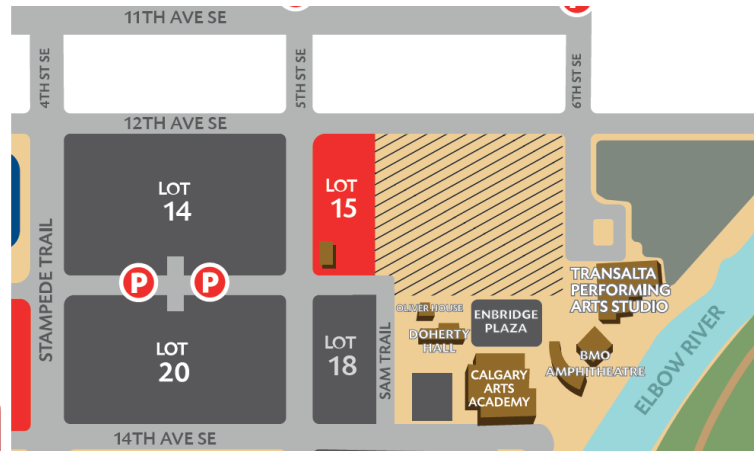 11TH AVE SE
P
4TH ST SE
5TH ST SE
6TH ST SE
12TH AVE SE
LOT
14
LOT
15
STAMPEDE TRAIL
P
P
TRANSALTA
PERFORMING
ARTS STUDIO
OLIVER HOUSE
ENBRIDGE
PLAZA
DOHERTY
HALL
LOT
20
LOT
18
SAM TRAIL
CALGARY
ARTS
ACADEMY
BMO
AMPHITHEATRE
ELBOW RIVER
14TH AVE SE